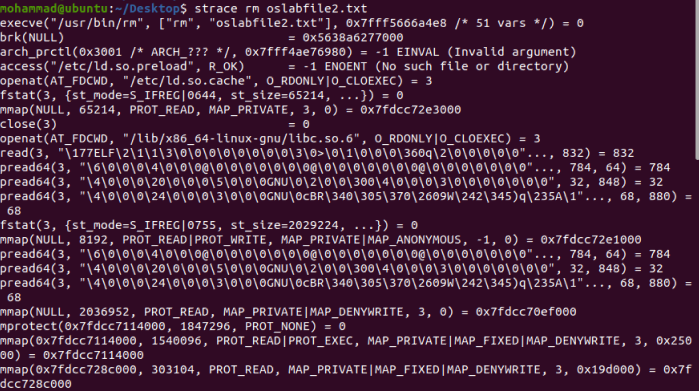 mohammad@ubuntu:~/Desktop$ strace rm oslabfile2.txt
execve("/usr/bin/rm", ["rm", "oslabfile2.txt"], 0x7fff5666a4e8 /* 51 vars */) = 0
brk(NULL)                               = 0x5638a6277000
arch_prctl(0x3001 /* ARCH_??? */, 0x7fff4ae76980) = -1 EINVAL (Invalid argument)
access("/etc/ld.so.preload", R_OK)      = -1 ENOENT (No such file or directory)
openat(AT_FDCWD, "/etc/ld.so.cache", O_RDONLY|O_CLOEXEC) = 3
fstat(3, {st_mode=S_IFREG|0644, st_size=65214, ...}) = 0
mmap(NULL, 65214, PROT_READ, MAP_PRIVATE, 3, 0) = 0x7fdcc72e3000
close(3)                                = 0
openat(AT_FDCWD, "/lib/x86_64-linux-gnu/libc.so.6", O_RDONLY|O_CLOEXEC) = 3
read(3, "\177ELF\2\1\1\3\0\0\0\0\0\0\0\0\3\0>\0\1\0\0\0\360q\2\0\0\0\0\0"..., 832) = 832
pread64(3, "\6\0\0\0\4\0\0\0@\0\0\0\0\0\0\0@\0\0\0\0\0\0\0@\0\0\0\0\0\0\0"..., 784, 64) = 784
pread64(3, "\4\0\0\0\20\0\0\0\5\0\0\0GNU\0\2\0\0\300\4\0\0\0\3\0\0\0\0\0\0\0", 32, 848) = 32
pread64(3, "\4\0\0\0\24\0\0\0\3\0\0\0GNU\0\cBR\340\305\370\2609W\242\345)q\235A\1"..., 68, 880) =
68
fstat(3, {st_mode=S_IFREG|0755, st_size=2029224, ...}) = 0
mmap(NULL, 8192, PROT_READ|PROT_WRITE, MAP_PRIVATE|MAP_ANONYMOUS, -1, 0) = 0x7fdcc72e1000
pread64(3, "\6\0\0\0\4\0\0\0@\0\0\0\0\0\0\0@\0\0\0\0\0\0\0@\0\0\0\0\0\0\0"..., 784, 64) = 784
pread64(3, "\4\0\0\0\20\0\0\0\5\0\0\0GNU\0\2\0\0\300\4\0\0\0\3\0\0\0\0\0\0\0", 32, 848) = 32
pread64(3, "\4\0\0\0\24\0\0\0\3\0\0\0GNU\0\cBR\340\305\370\2609W\242\345)q\235A\1"..., 68, 880) =
68
mmap(NULL, 2036952, PROT_READ, MAP_PRIVATE|MAP_DENYWRITE, 3, 0) = 0x7fdcc70ef000
mprotect(0x7fdcc7114000, 1847296, PROT_NONE) = 0
mmap(0x7fdcc7114000, 1540096, PROT_READ|PROT_EXEC, MAP_PRIVATE|MAP_FIXED|MAP_DENYWRITE, 3, 0x250
00) = 0x7fdcc7114000
mmap(0x7fdcc728c000, 303104, PROT_READ, MAP_PRIVATE|MAP_FIXED|MAP_DENYWRITE, 3, 0x19d000) = 0x7f
dcc728c000